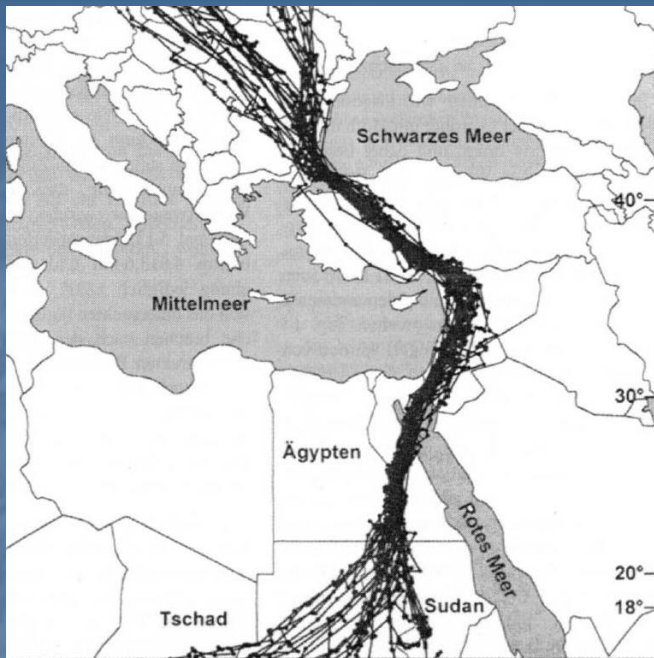 Schwarzes Meer
40°
Mittelmeer
30°
Ägypten
Rotes Meer
20°
Tschad
Sudan
18°